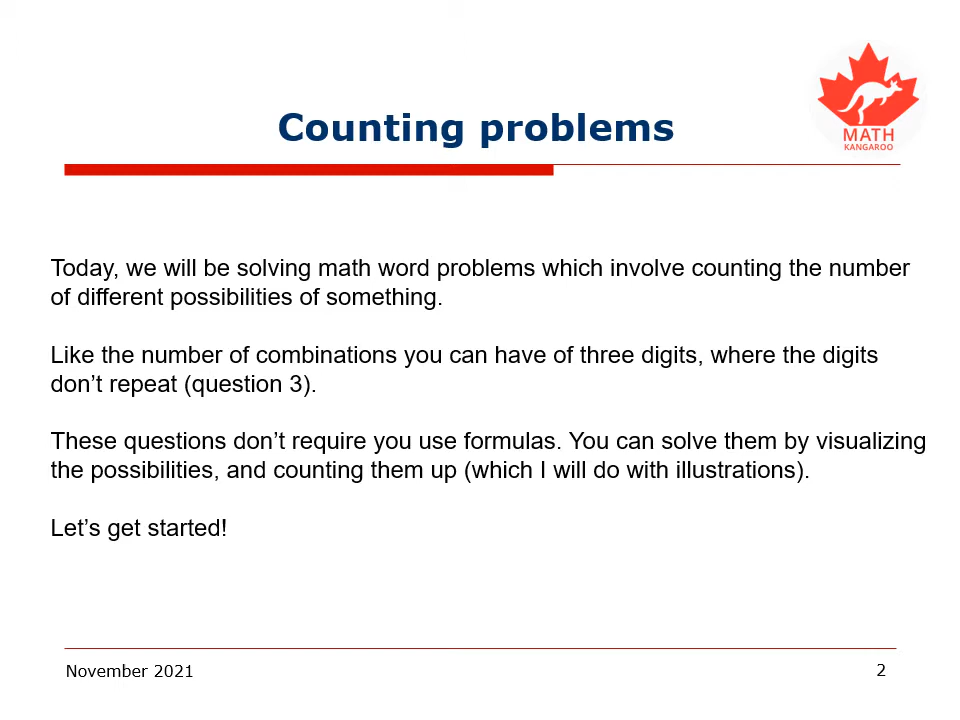 Counting problems
MATH
KANGAROO
Today, we will be solving math word problems which involve counting the number
of different possibilities of something.
Like the number of combinations you can have of three digits, where the digits
don’t repeat (question 3).
These questions don’t require you use formulas. You can solve them by visualizing
the possibilities, and counting them up (which I will do with illustrations).
Let’s get started!
November 2021
2